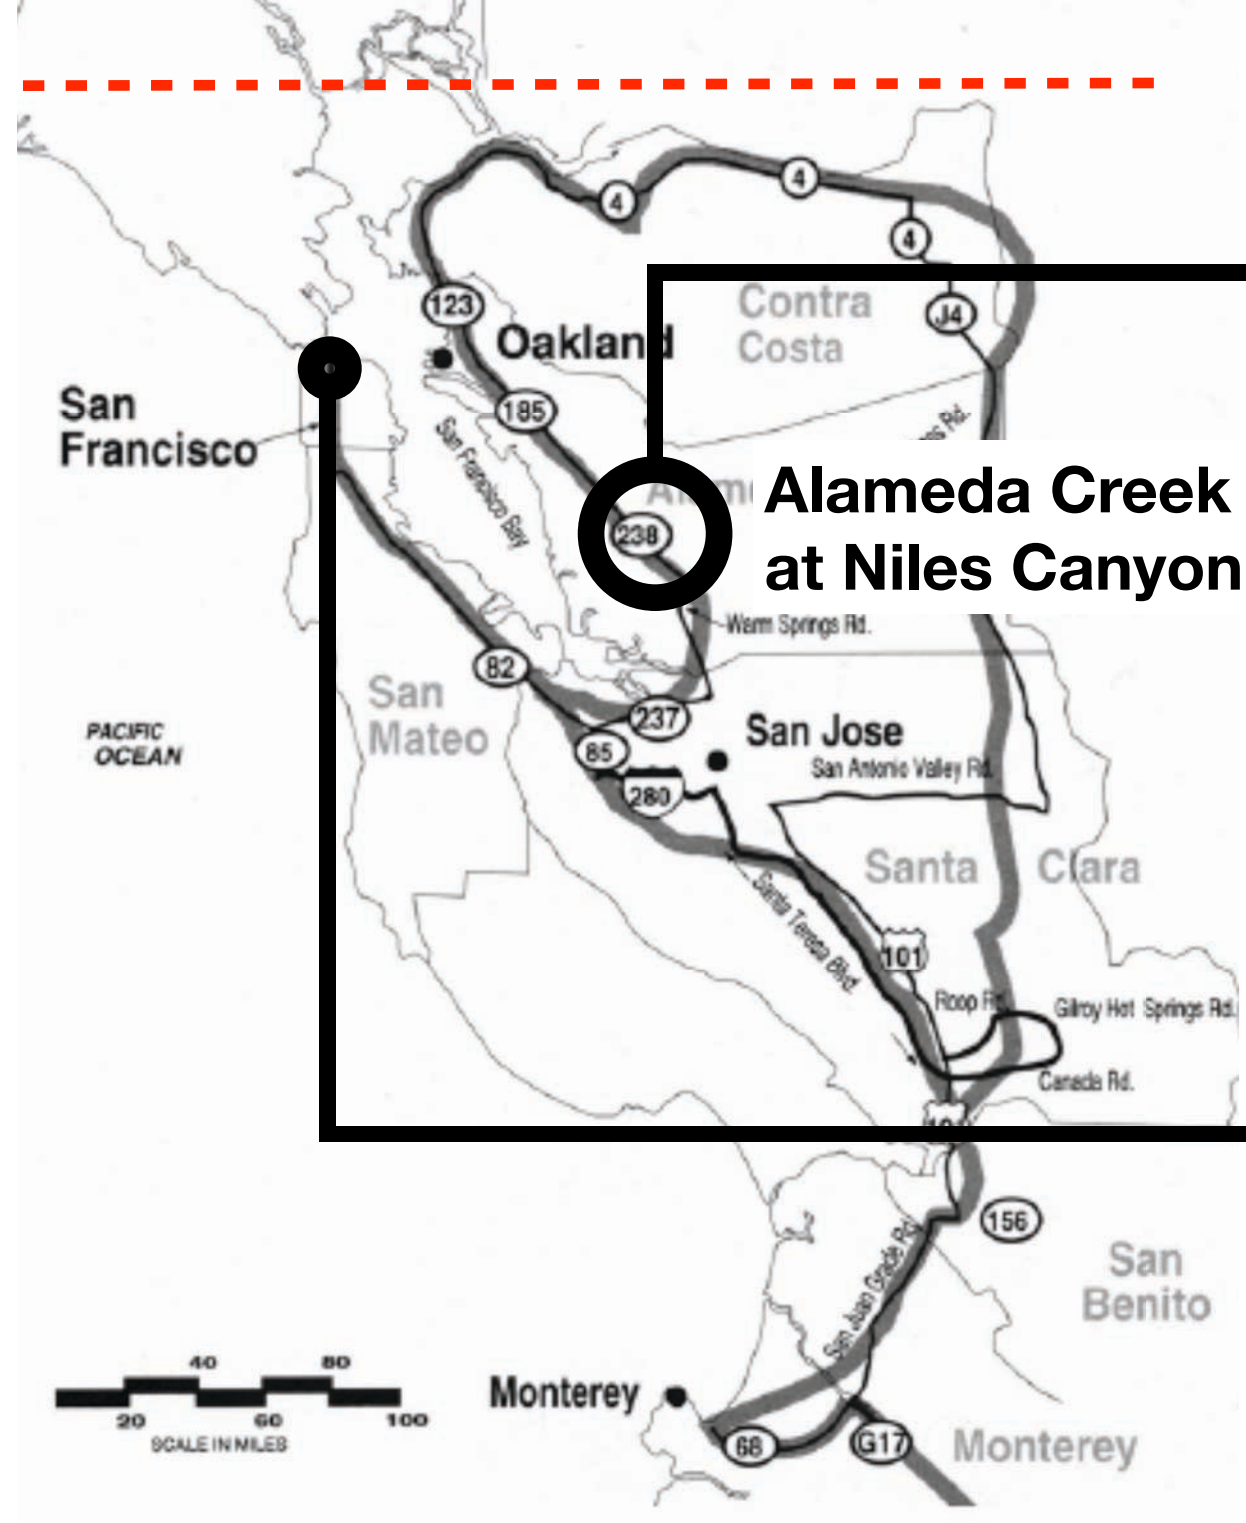 4
4
4
123
Contra
Costa
J4
Oakland
San
Francisco
185
San Francisco Bay
Rd.
Alameda Creek
at Niles Canyon
238
Warm Springs Rd.
82
San
Mateo
237
PACIFIC
OCEAN
San Jose
85
San Antonio Valley Rd.
280
Santa Clara
Santa Teresa Blvd.
101
Roop Rd.
Gilroy Hot Springs Rd.
Canada Rd.
101
156
San Juan Grade Rd.
San
Benito
40 80
20 60 100
SCALE IN MILES
Monterey
68
G17
Monterey